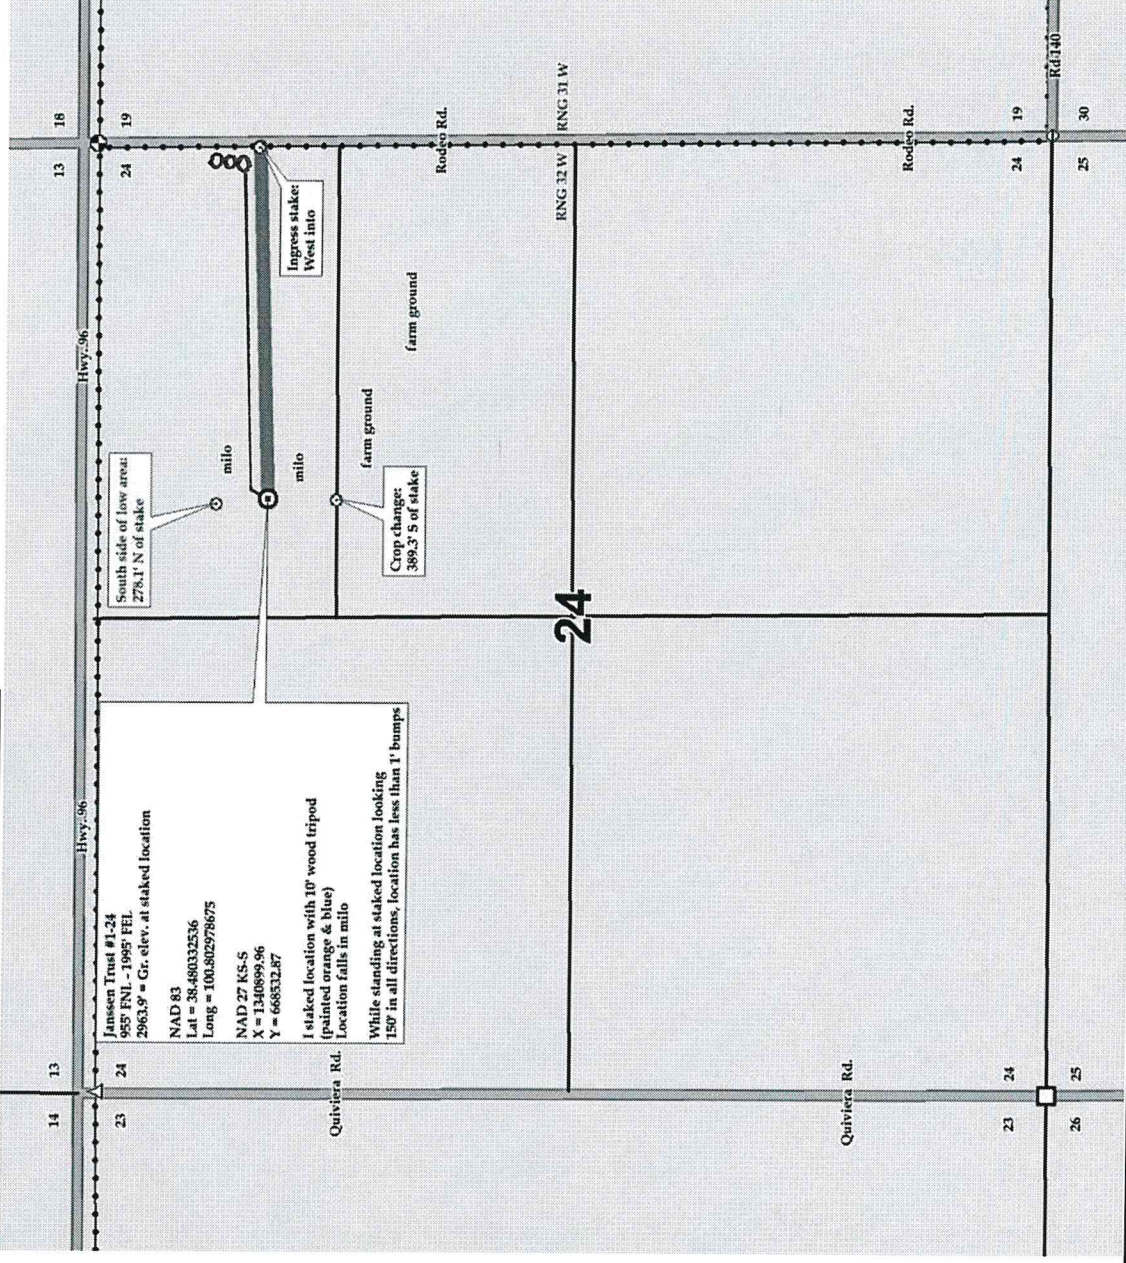 14
13
13
18
Hwy. 96
Hwy. 96
23
24
24
19
Janssen Trust #1-24
955' FNL - 1995' FEL
2963.9' = Gr. elev. at staked location
NAD 83
Lat = 38.480332536
Long = 100.802978675
NAD 27 KS-S
X = 1340899.96
Y = 668532.87
I staked location with 10' wood tripod
(painted orange & blue)
Location falls in milo
While standing at staked location looking
150' in all directions, location has less than 1' bumps
South side of low area:
278.1' N of stake
milo
milo
Ingress stake:
West into
Quiviera Rd.
farm ground
Crop change:
389.3' S of stake
farm ground
Rodeo Rd.
24
RNG 32 W
RNG 31 W
Quiviera Rd.
Rodeo Rd.
23
24
24
19
Rd 140
26
25
25
30